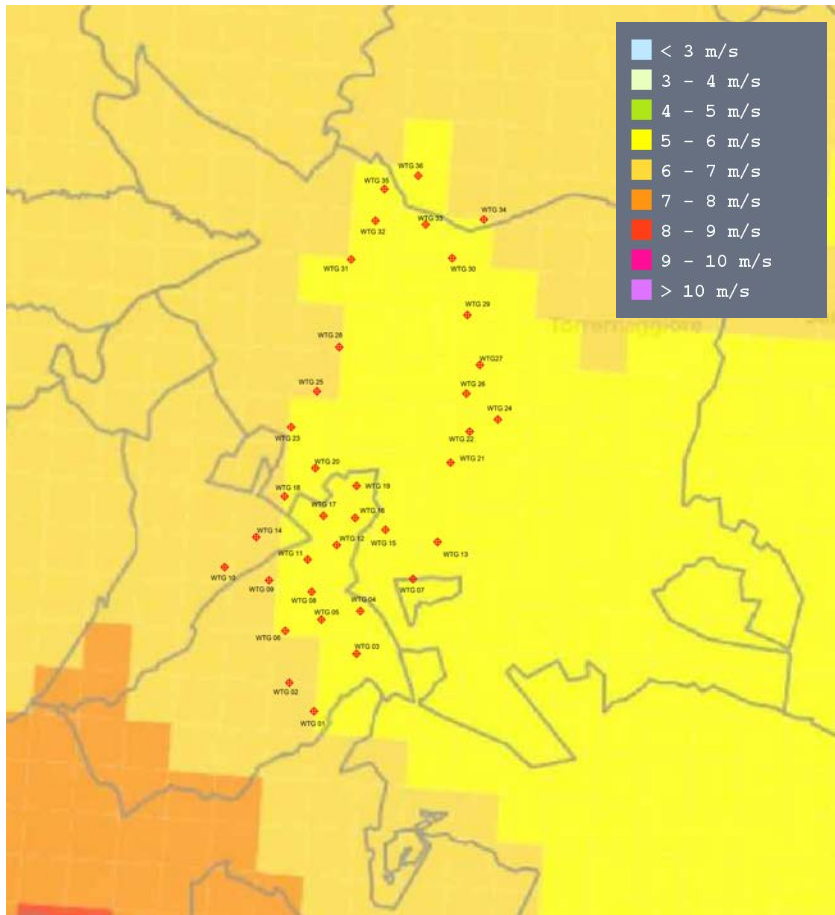 < 3 m/s
3 - 4 m/s
4 - 5 m/s
5 - 6 m/s
6 - 7 m/s
7 - 8 m/s
8 - 9 m/s
9 - 10 m/s
> 10 m/s
WTG 36
WTG 35
WTG 34
WTG 33
WTG 32
WTG 31
WTG 30
WTG 29
Torremaggiore
WTG 28
WTG27
WTG 25
WTG 26
WTG 24
WTG 23
WTG 22
WTG 20
WTG 21
WTG 19
WTG 18
WTG 17
WTG 16
WTG 14
WTG 15
WTG 12
WTG 13
WTG 11
WTG 10
WTG 09
WTG 07
WTG 08
WTG 04
WTG 05
WTG 06
WTG 03
WTG 02
WTG 01